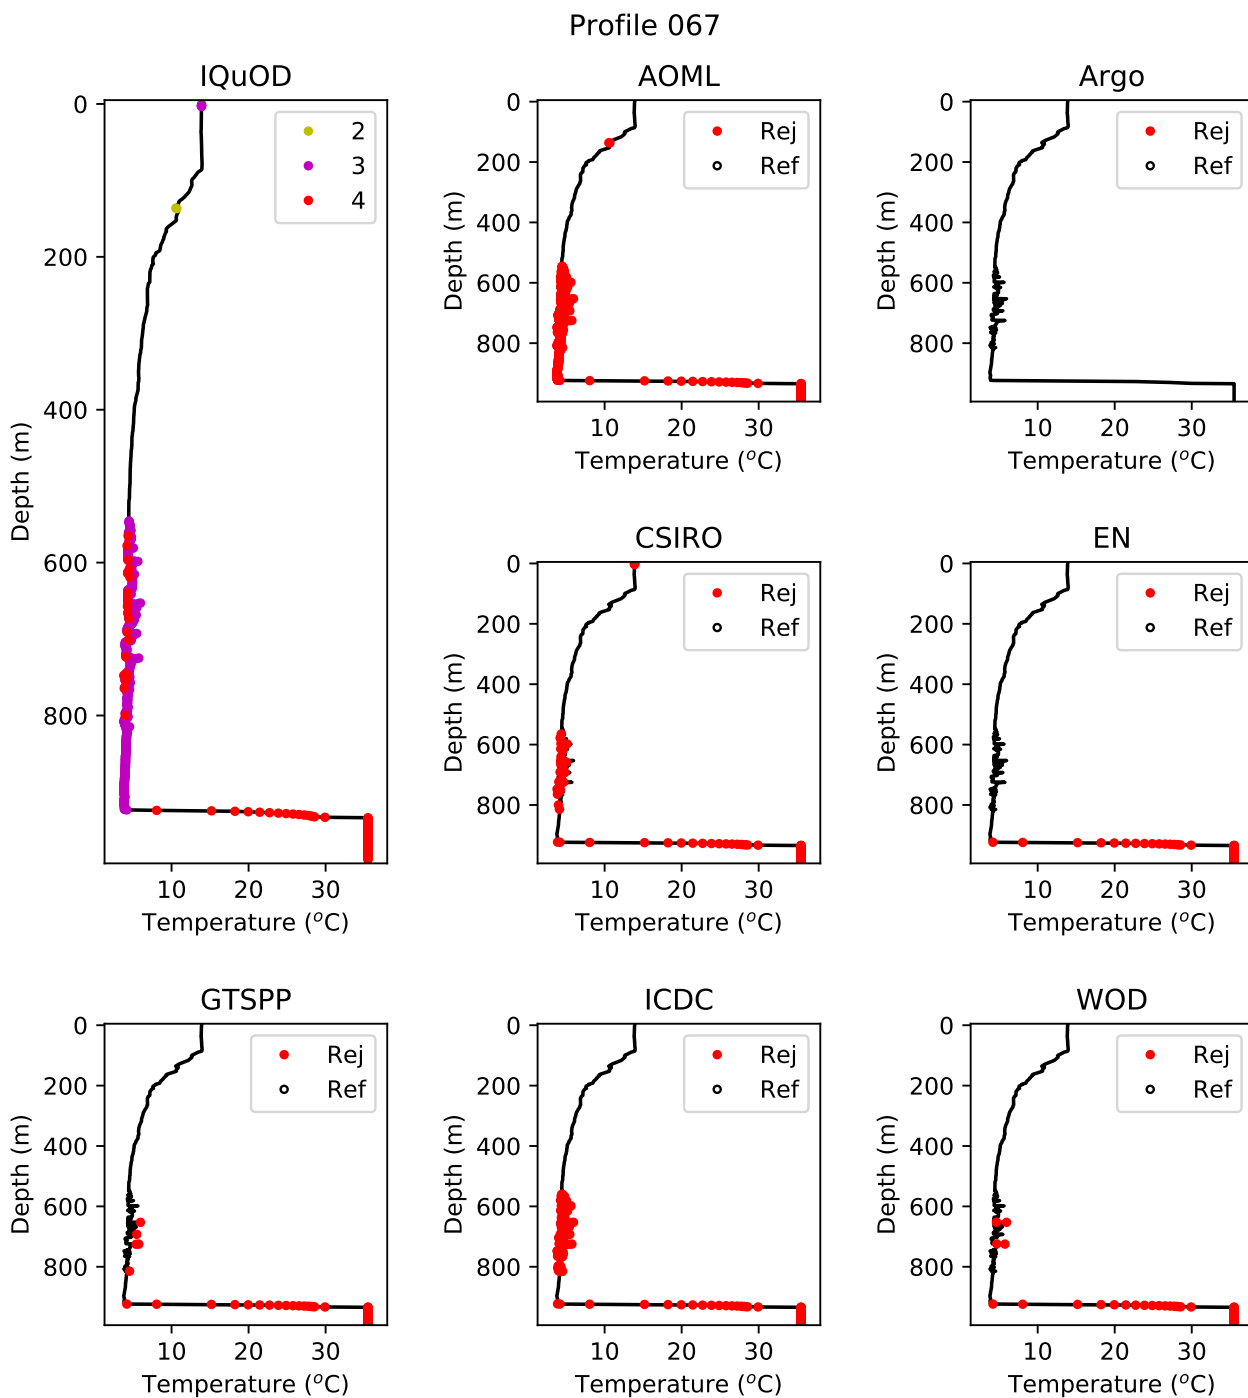 Profile 067
IQuOD
0
200
400
600
800
Depth (m)
10 20 30
Temperature (°C)
2
3
4
AOML
0
200
400
600
800
Depth (m)
10 20 30
Temperature (°C)
Rej
Ref
Argo
0
200
400
600
800
Depth (m)
10 20 30
Temperature (°C)
Rej
Ref
CSIRO
0
200
400
600
800
Depth (m)
10 20 30
Temperature (°C)
Rej
Ref
EN
0
200
400
600
800
Depth (m)
10 20 30
Temperature (°C)
Rej
Ref
GTSPP
0
200
400
600
800
Depth (m)
10 20 30
Temperature (°C)
Rej
Ref
ICDC
0
200
400
600
800
Depth (m)
10 20 30
Temperature (°C)
Rej
Ref
WOD
0
200
400
600
800
Depth (m)
10 20 30
Temperature (°C)
Rej
Ref